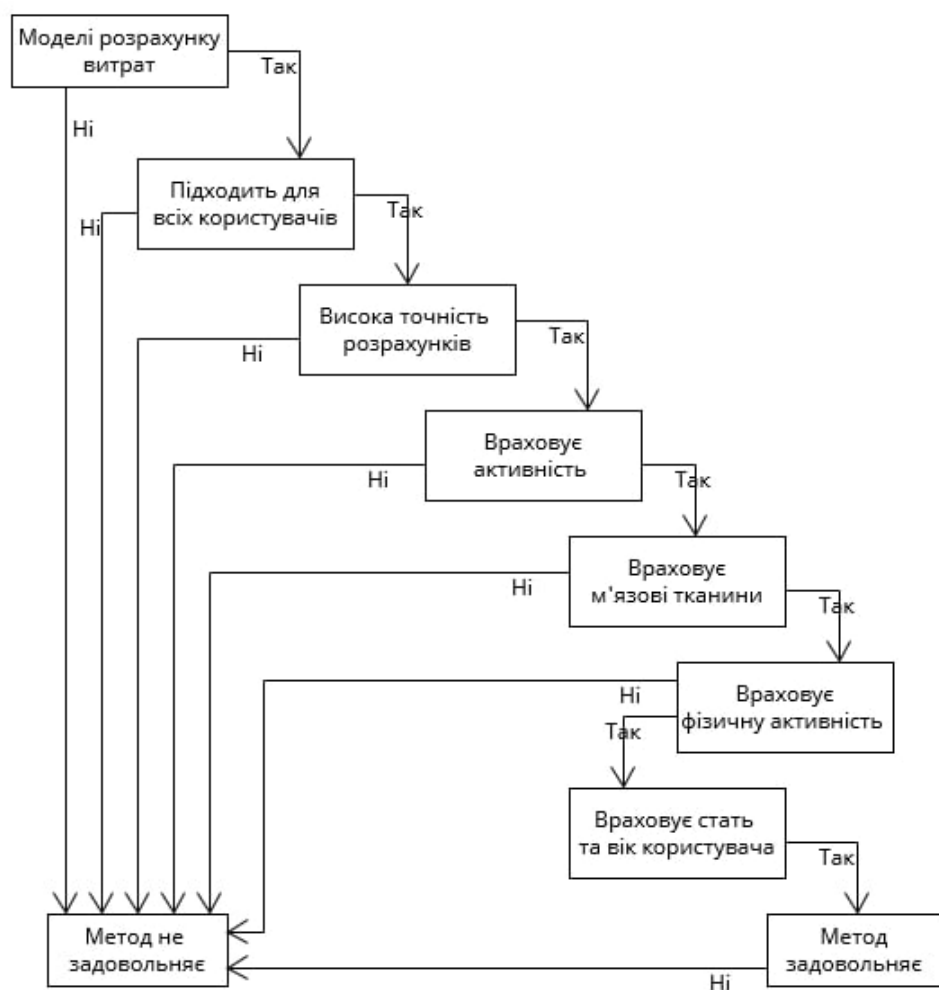 Моделі розрахунку
витрат
Так
Ні
Підходить для
всіх користувачів
Так
Ні
Висока точність
розрахунків
Так
Ні
Враховує
активність
Так
Ні
Враховує
м'язові тканини
Так
Ні
Враховує
фізичну активність
Ні
Так
Враховує стать
та вік користувача
Так
Метод не
задовольняє
Метод
задовольняє
Ні